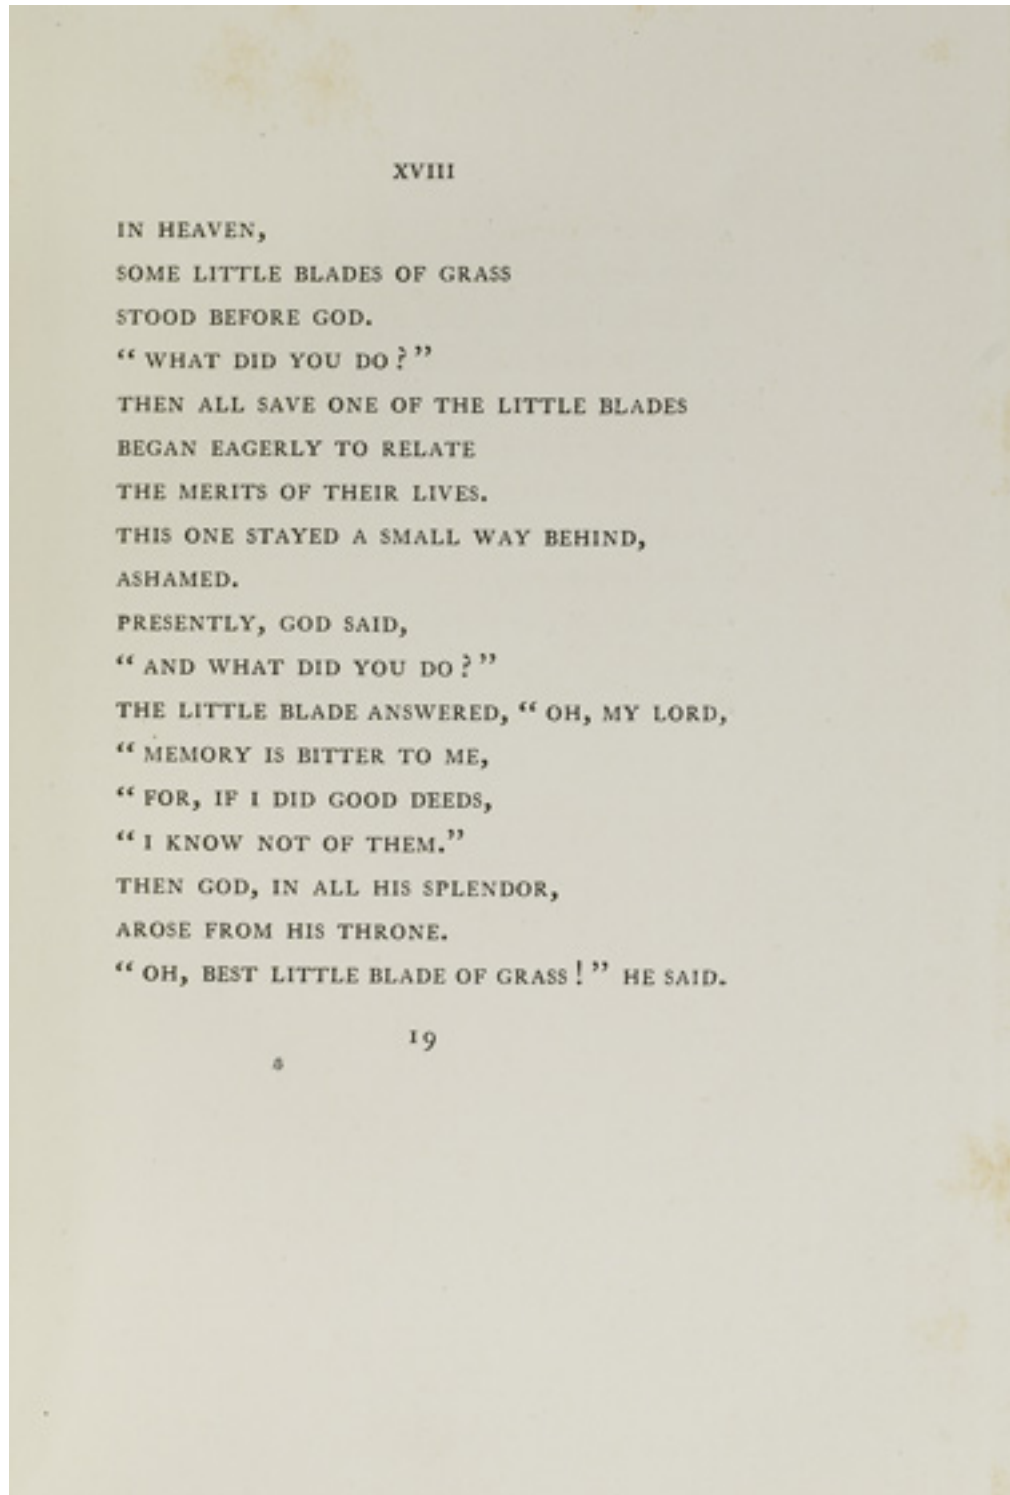 XVIII
IN HEAVEN,
SOME LITTLE BLADES OF GRASS
STOOD BEFORE GOD.
“ WHAT DID YOU DO ? ”
THEN ALL SAVE ONE OF THE LITTLE BLADES
BEGAN EAGERLY TO RELATE
THE MERITS OF THEIR LIVES.
THIS ONE STAYED A SMALL WAY BEHIND,
ASHAMED.
PRESENTLY, GOD SAID,
“ AND WHAT DID YOU DO ? ”
THE LITTLE BLADE ANSWERED, “ OH, MY LORD,
“ MEMORY IS BITTER TO ME,
“ FOR, IF I DID GOOD DEEDS,
“ I KNOW NOT OF THEM.”
THEN GOD, IN ALL HIS SPLENDOR,
AROSE FROM HIS THRONE.
“ OH, BEST LITTLE BLADE OF GRASS ! ” HE SAID.
19